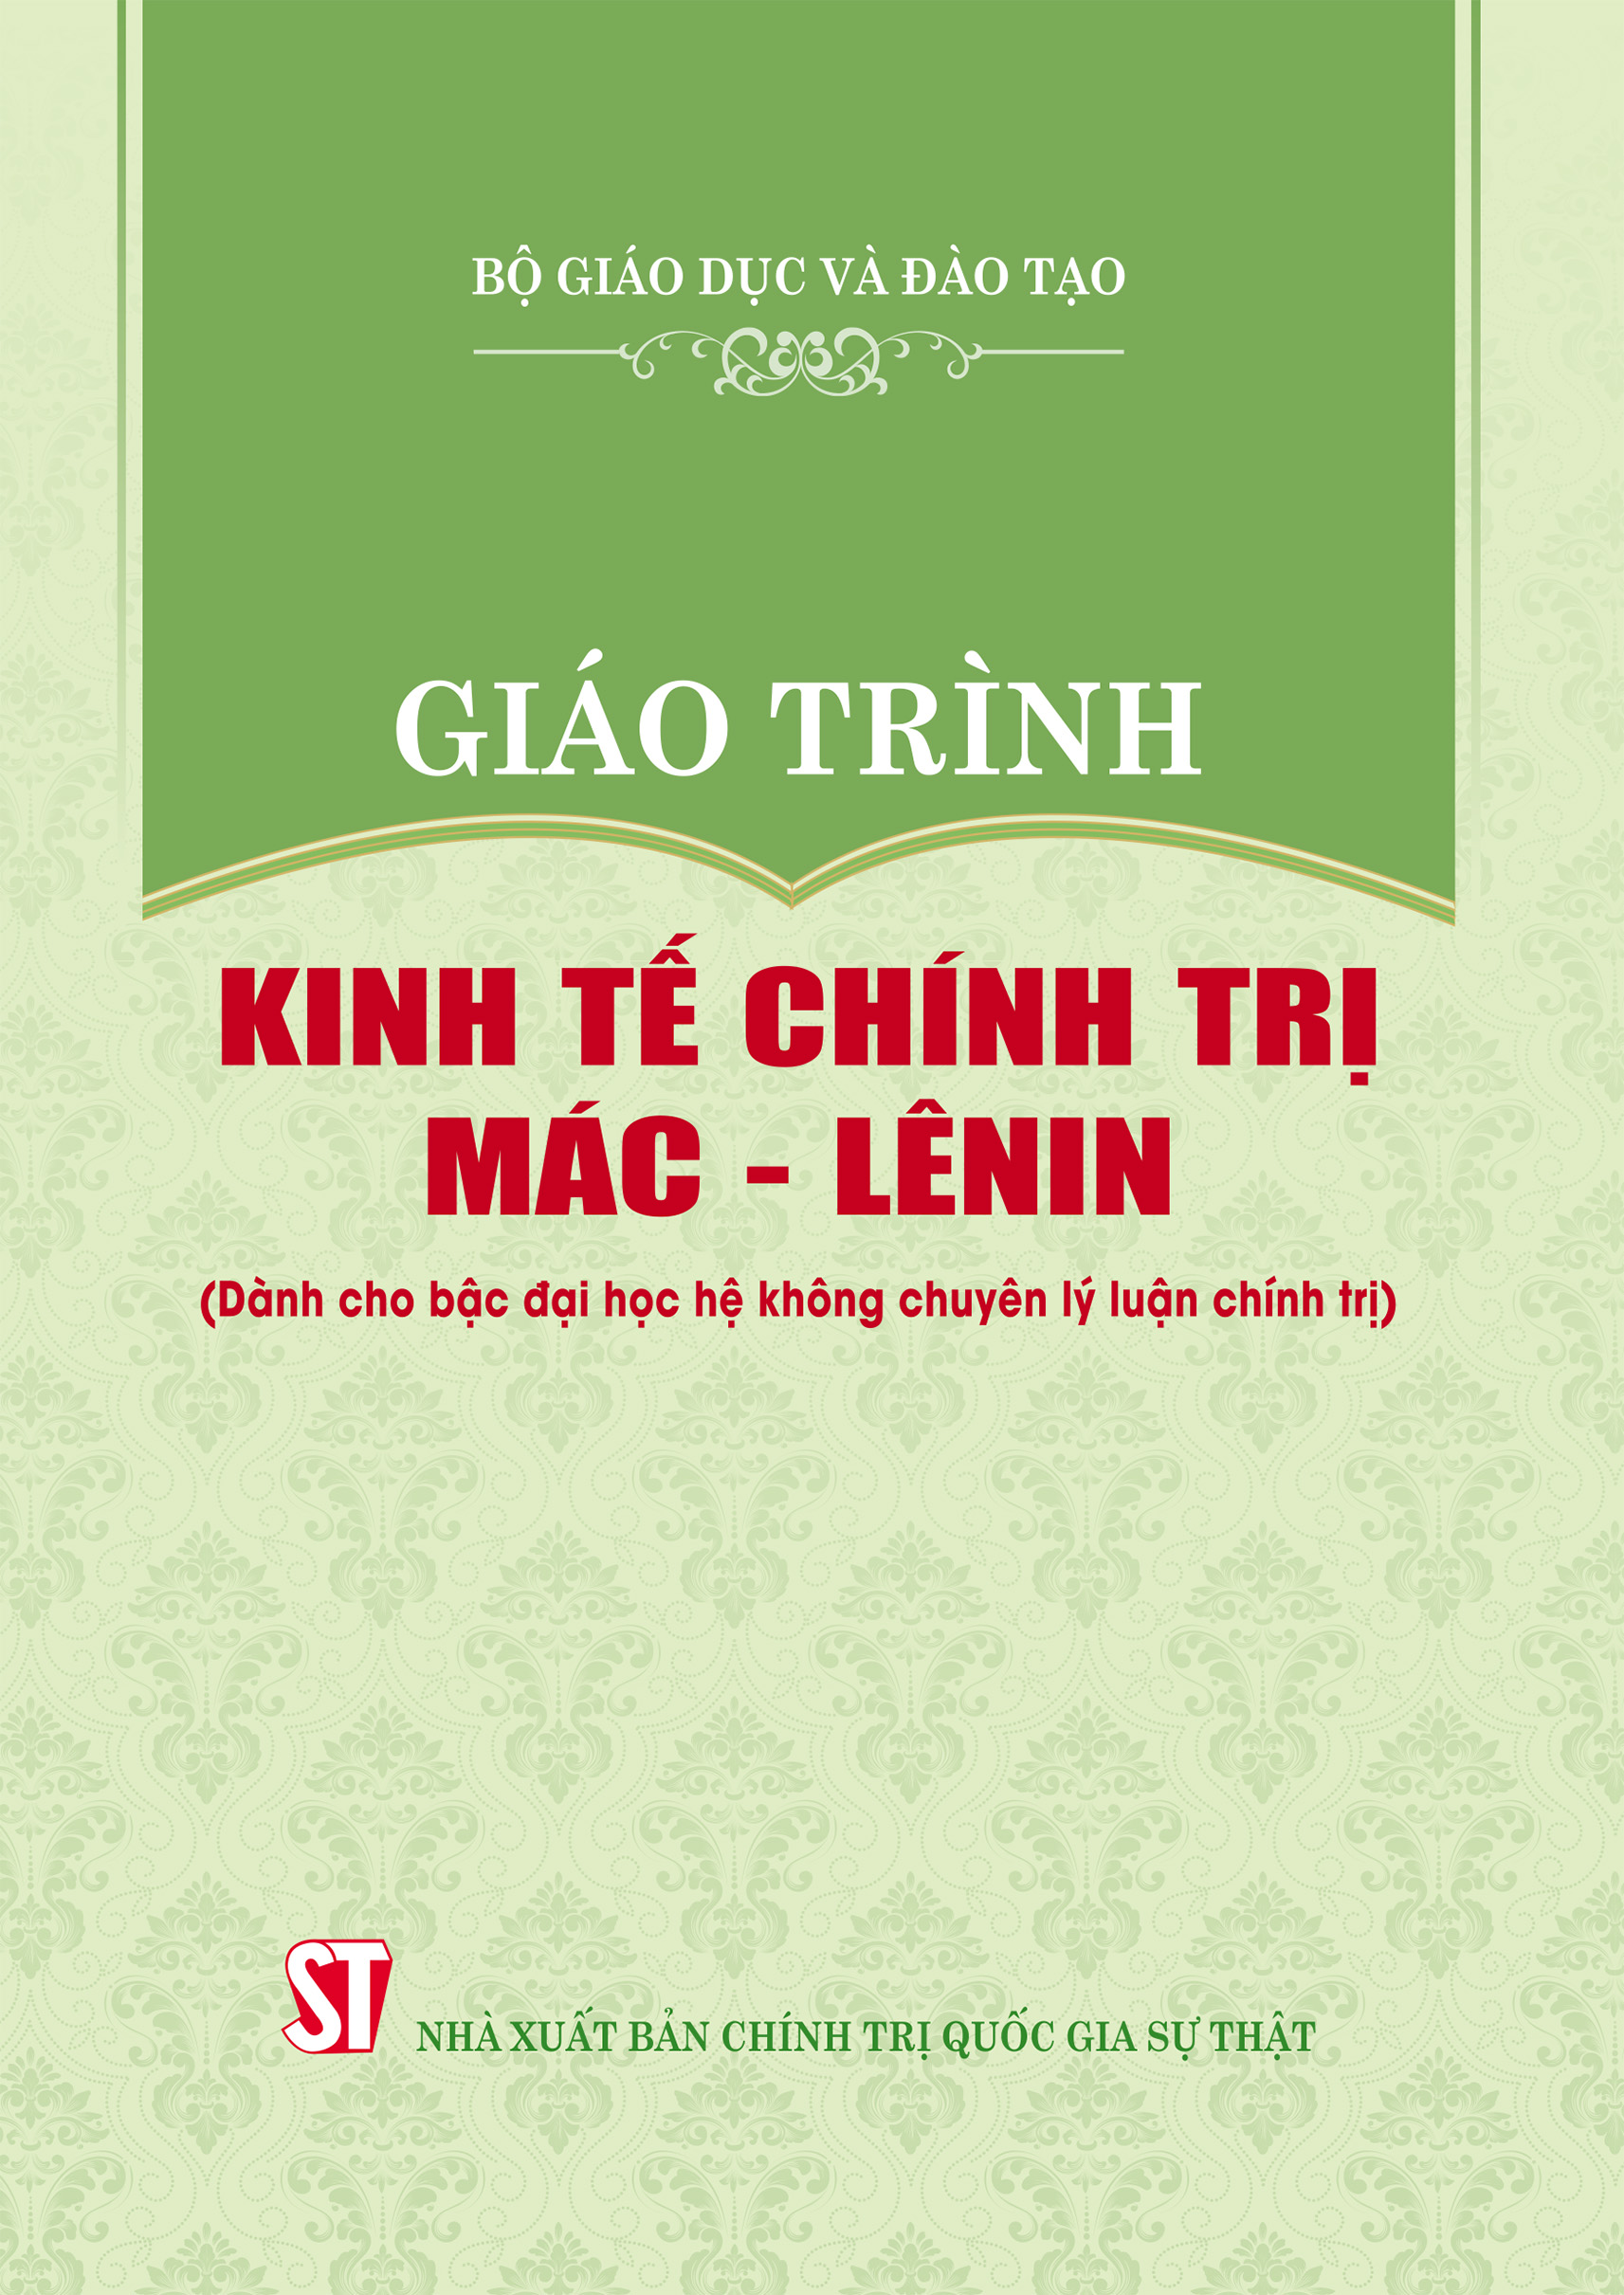 BỘ GIÁO DỤC VÀ ĐÀO TẠO
GIÁO TRÌNH
KINH TẾ CHÍNH TRỊ
MÁC - LÊNIN
(Dành cho bậc đại học hệ không chuyên lý luận chính trị)
ST
NHÀ XUẤT BẢN CHÍNH TRỊ QUỐC GIA SỰ THẬT